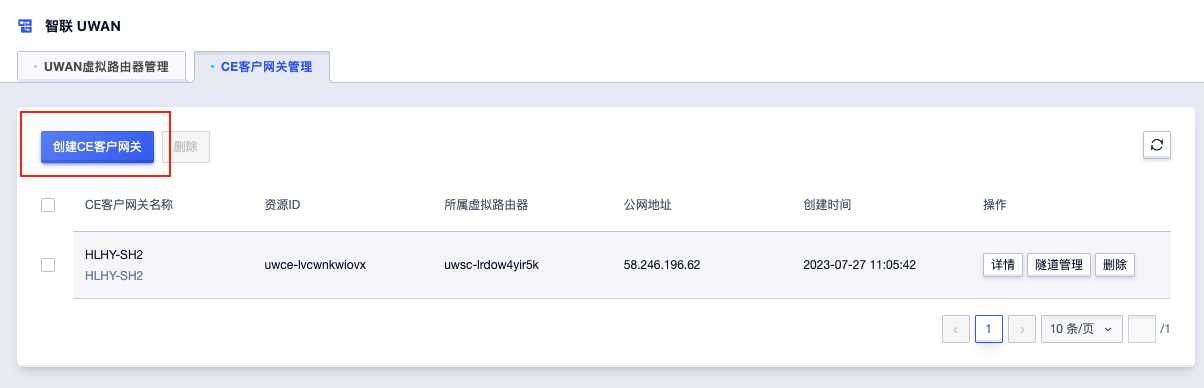 智联 UWAN
UWAN虚拟路由器管理 CE客户网关管理
创建CE客户网关 删除
CE客户网关名称 资源ID 所属虚拟路由器 公网地址 创建时间 操作
HLHY-SH2
HLHY-SH2
uwce-lvcwnkwiovx uwsc-lrdow4yir5k 58.246.196.62 2023-07-27 11:05:42 详情 隧道管理 删除
1 10 条/页 /1